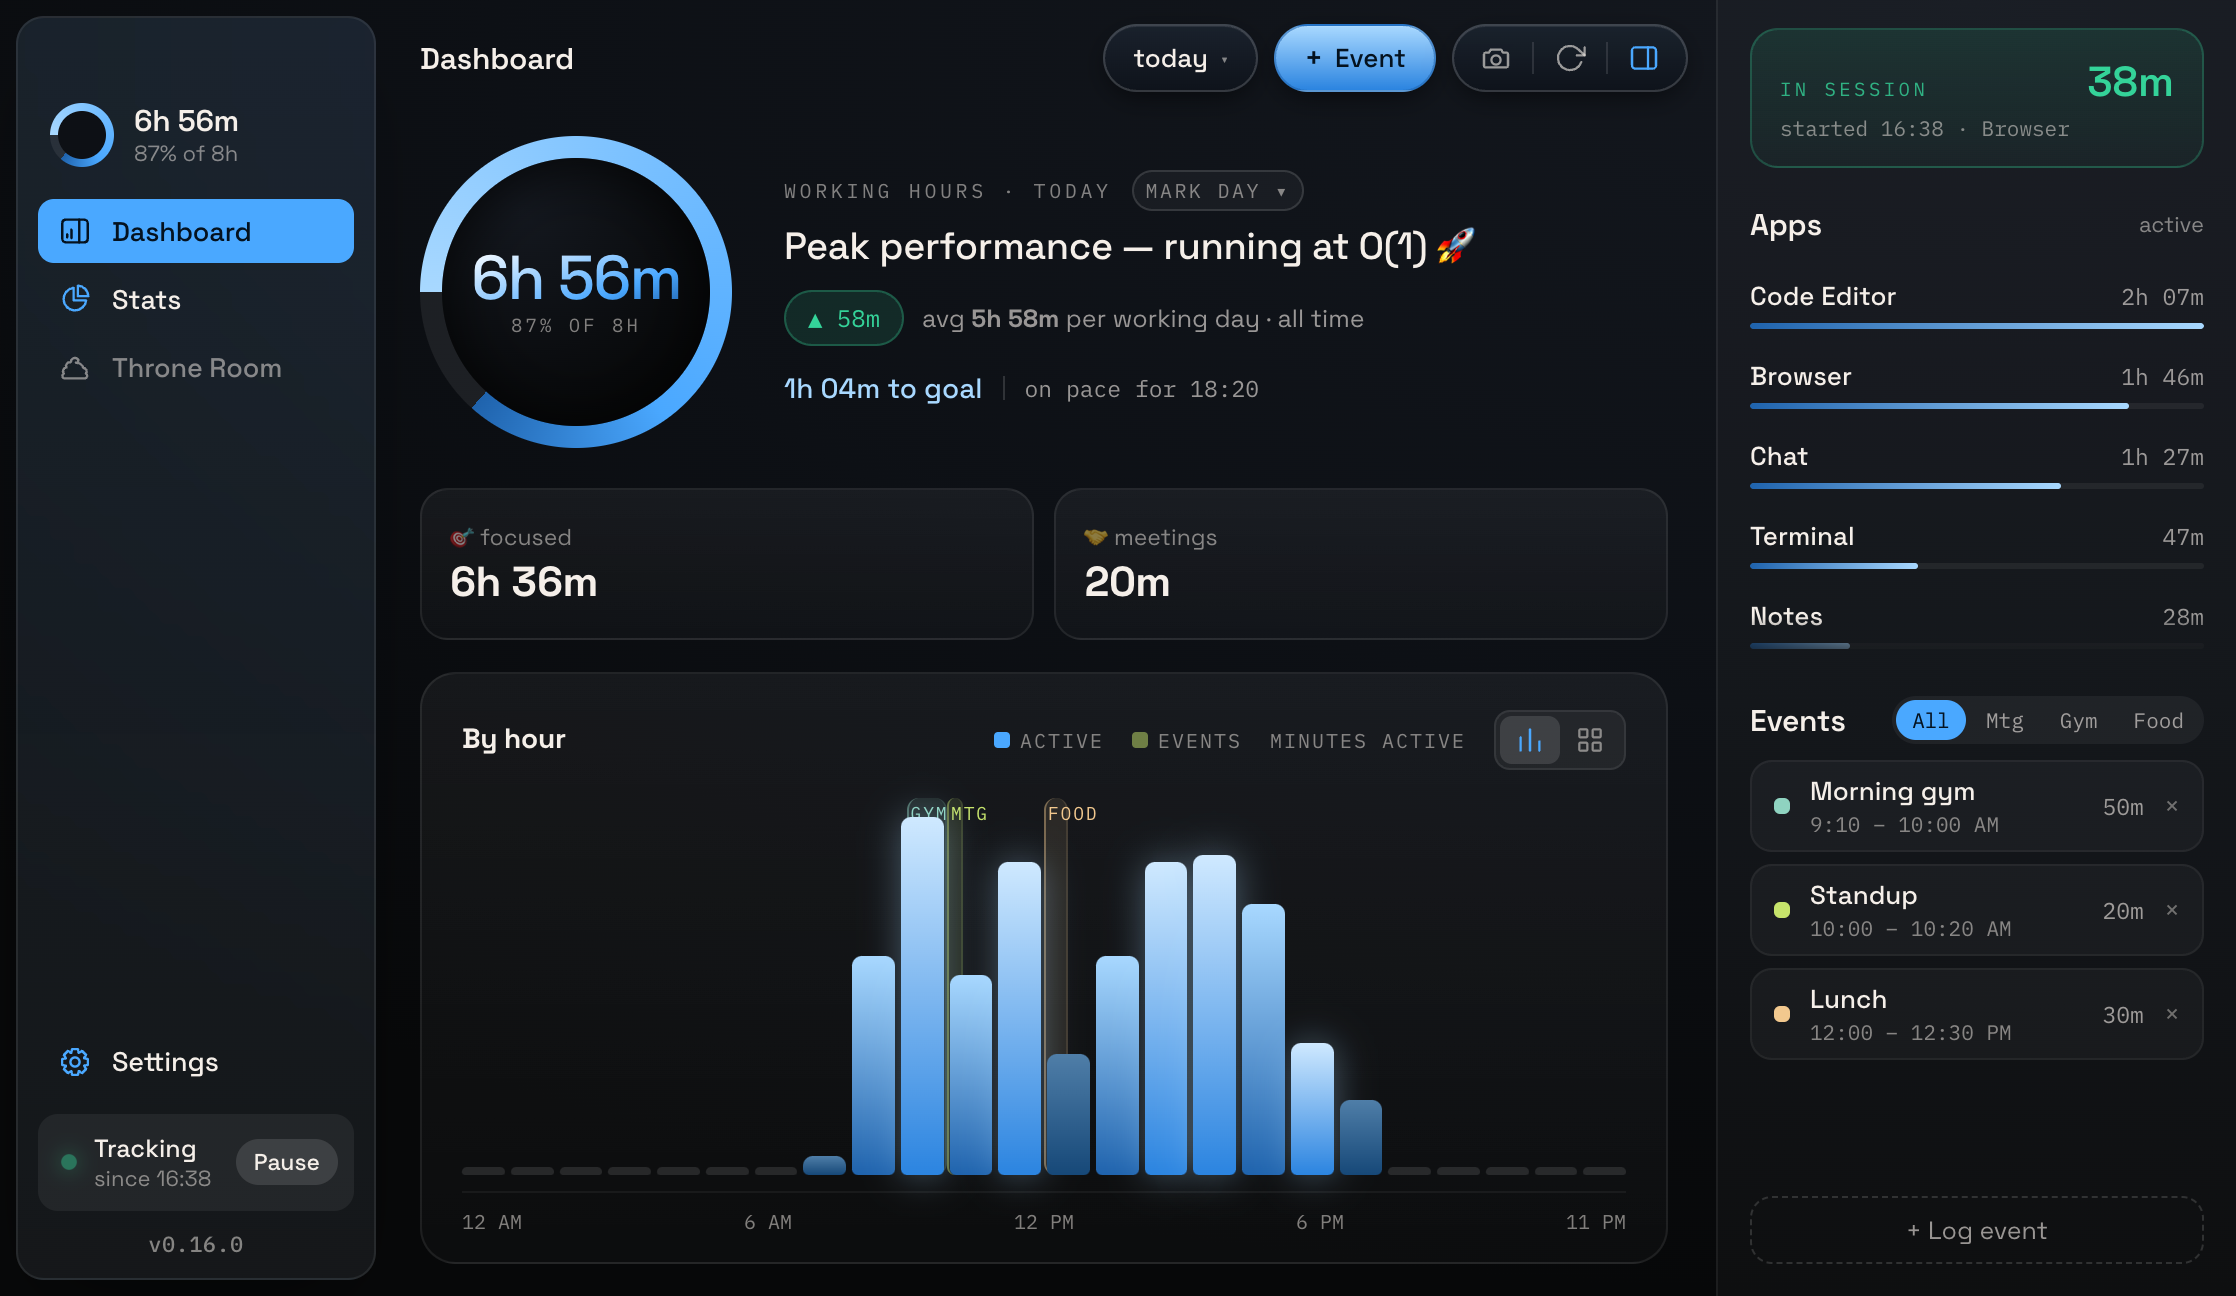 6h 56m
87% of 8h
Dashboard
Stats
Throne Room
Settings
Tracking
since 16:38
Pause
v0.16.0
Dashboard
today ▾
+ Event
6h 56m
87% OF 8H
WORKING HOURS · TODAY
MARK DAY ▾
Peak performance — running at O(1) 🚀
▲ 58m
avg 5h 58m per working day · all time
1h 04m to goal
on pace for 18:20
🎯 focused
6h 36m
🤝 meetings
20m
By hour
ACTIVE
EVENTS
MINUTES ACTIVE
GYM
MTG
FOOD
12 AM
6 AM
12 PM
6 PM
11 PM
IN SESSION
38m
started 16:38 · Browser
Apps
active
Code Editor
2h 07m
Browser
1h 46m
Chat
1h 27m
Terminal
47m
Notes
28m
Events
All
Mtg
Gym
Food
Morning gym
9:10 – 10:00 AM
50m ×
Standup
10:00 – 10:20 AM
20m ×
Lunch
12:00 – 12:30 PM
30m ×
+ Log event